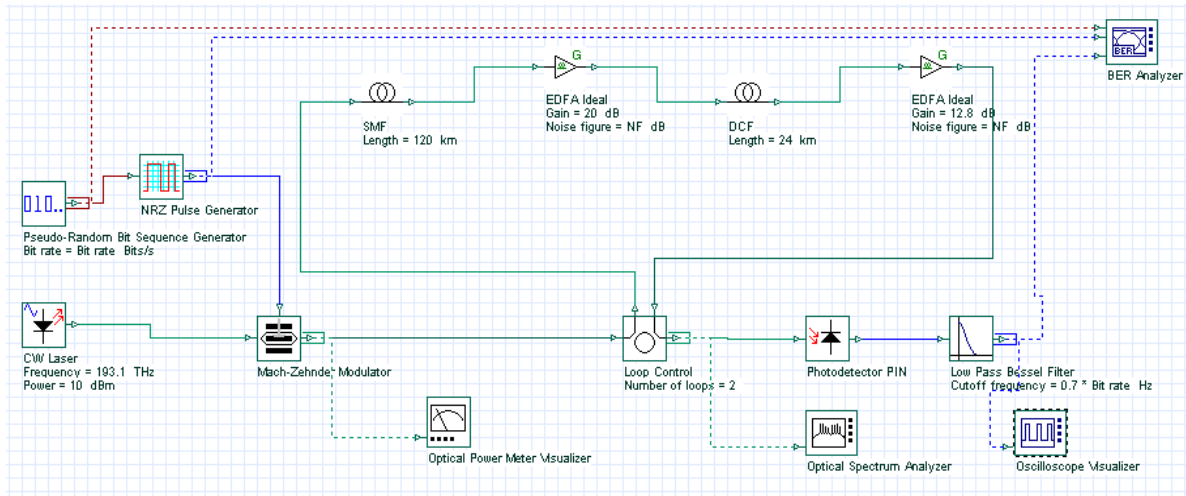 BER
BER Analyzer
G
EDFA Ideal
Gain = 20 dB
Noise figure = NF dB
G
EDFA Ideal
Gain = 12.8 dB
Noise figure = NF dB
SMF
Length = 120 km
DCF
Length = 24 km
NRZ Pulse Generator
010..
Pseudo-Random Bit Sequence Generator
Bit rate = Bit rate Bits/s
CW Laser
Frequency = 193.1 THz
Power = 10 dBm
Mach-Zehnder Modulator
Loop Control
Number of loops = 2
Photodetector PIN
Low Pass Bessel Filter
Cutoff frequency = 0.7 * Bit rate Hz
Optical Power Meter Visualizer
Optical Spectrum Analyzer
Oscilloscope Visualizer